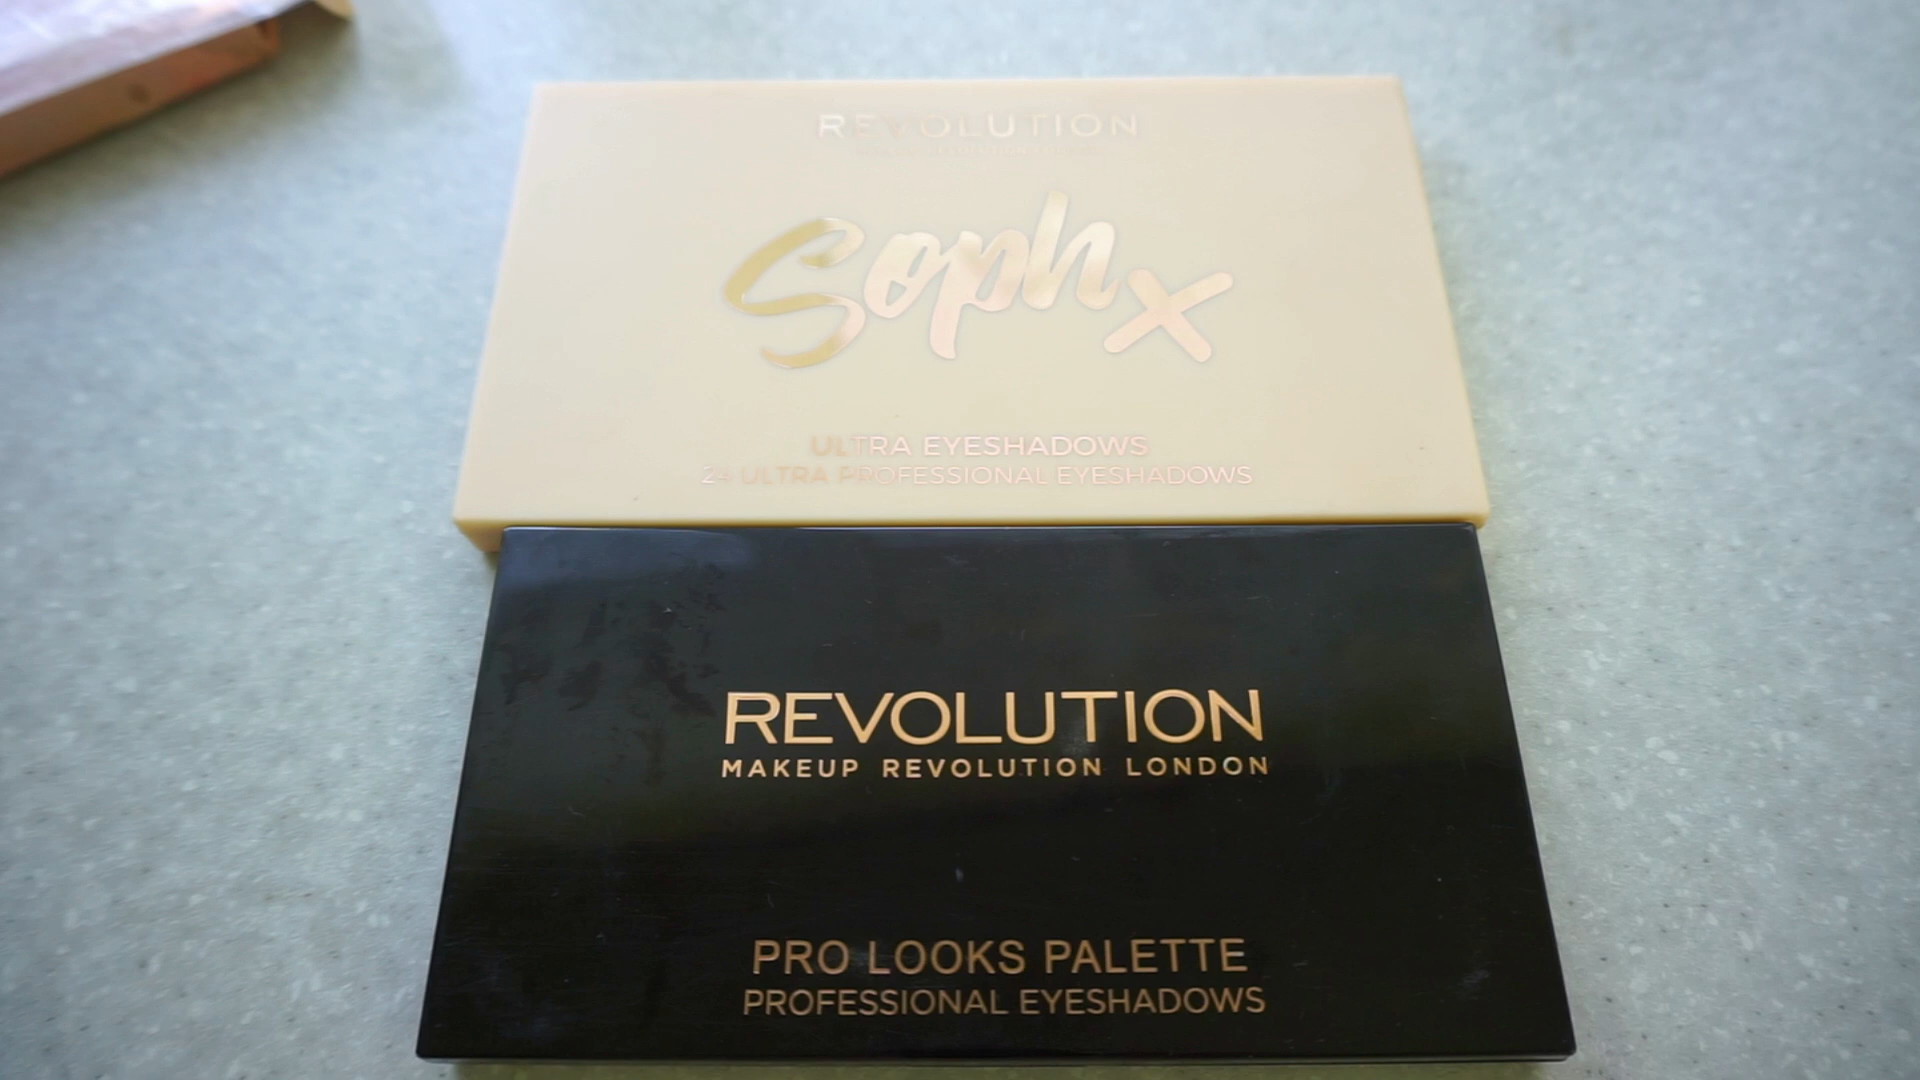 REVOLUTION
Soph x
ULTRA EYESHADOWS
24 ULTRA PROFESSIONAL EYESHADOWS
REVOLUTION
MAKEUP REVOLUTION LONDON
PRO LOOKS PALETTE
PROFESSIONAL EYESHADOWS